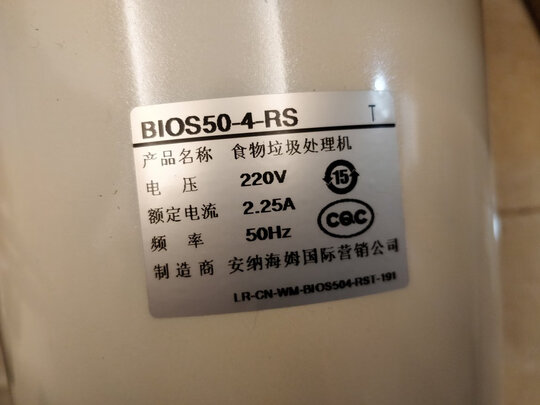 BIOS50-4-RS T
产品名称 食物垃圾处理机
电 压 220V
15
额定电流 2.25A
CQC
频 率 50Hz
制造商 安纳海姆国际营销公司
LR-CN-WM-BIOS504-RST-191